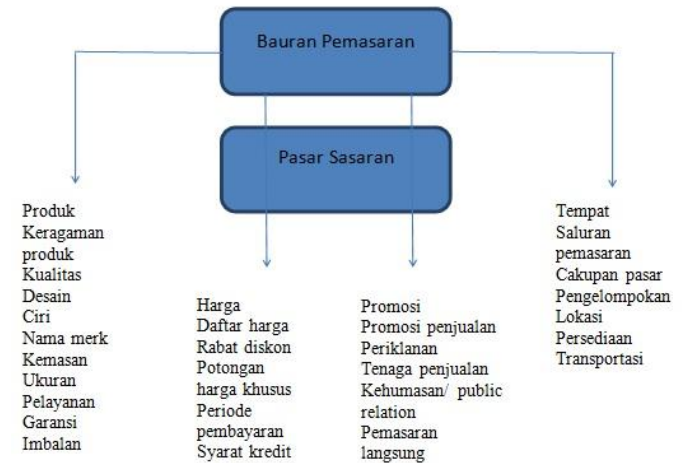 Bauran Pemasaran
Pasar Sasaran
Produk
Keragaman
produk
Kualitas
Desain
Ciri
Nama merk
Kemasan
Ukuran
Pelayanan
Garansi
Imbalan
Harga
Daftar harga
Rabat diskon
Potongan
harga khusus
Periode
pembayaran
Syarat kredit
Promosi
Promosi penjualan
Periklanan
Tenaga penjualan
Kehumasan/ public
relation
Pemasaran
langsung
Tempat
Saluran
pemasaran
Cakupan pasar
Pengelompokan
Lokasi
Persediaan
Transportasi